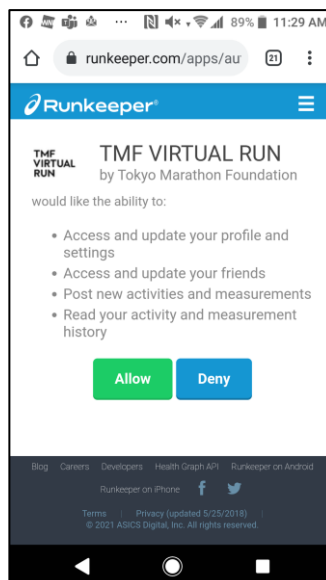 89% 11:29 AM
runkeeper.com/apps/au
21
Runkeeper
TMF
VIRTUAL
RUN
TMF VIRTUAL RUN
by Tokyo Marathon Foundation
would like the ability to:
• Access and update your profile and
settings
• Access and update your friends
• Post new activities and measurements
• Read your activity and measurement
history
Allow Deny
Blog Careers Developers Health Graph API Runkeeper on Android
Runkeeper on iPhone
Terms | Privacy (updated 5/25/2018) |
© 2021 ASICS Digital, Inc. All rights reserved.